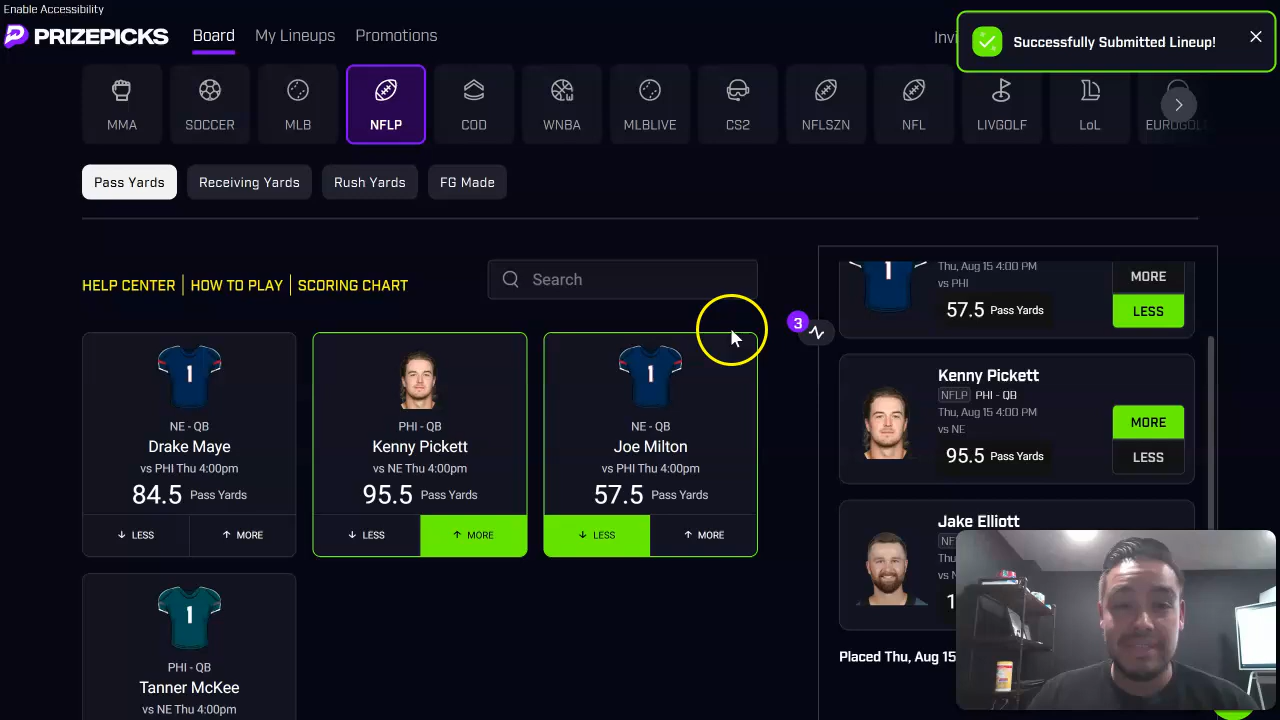 Enable Accessibility
PRIZEPICKS
Board
My Lineups
Promotions
Successfully Submitted Lineup!
MMA
SOCCER
MLB
NFLP
COD
WNBA
MLBLIVE
CS2
NFLSZN
NFL
LIVGOLF
LoL
Pass Yards
Receiving Yards
Rush Yards
FG Made
HELP CENTER
HOW TO PLAY
SCORING CHART
Search
1
NE - QB
Drake Maye
vs PHI Thu 4:00pm
84.5 Pass Yards
LESS
MORE
PHI - QB
Kenny Pickett
vs NE Thu 4:00pm
95.5 Pass Yards
LESS
MORE
1
NE - QB
Joe Milton
vs PHI Thu 4:00pm
57.5 Pass Yards
LESS
MORE
1
PHI - QB
Tanner McKee
vs NE Thu 4:00pm
3
1
Thu, Aug 15 4:00 PM
vs PHI
57.5 Pass Yards
MORE
LESS
Kenny Pickett
NFLP PHI - QB
Thu, Aug 15 4:00 PM
vs NE
95.5 Pass Yards
MORE
LESS
Jake Elliott
Placed Thu, Aug 15